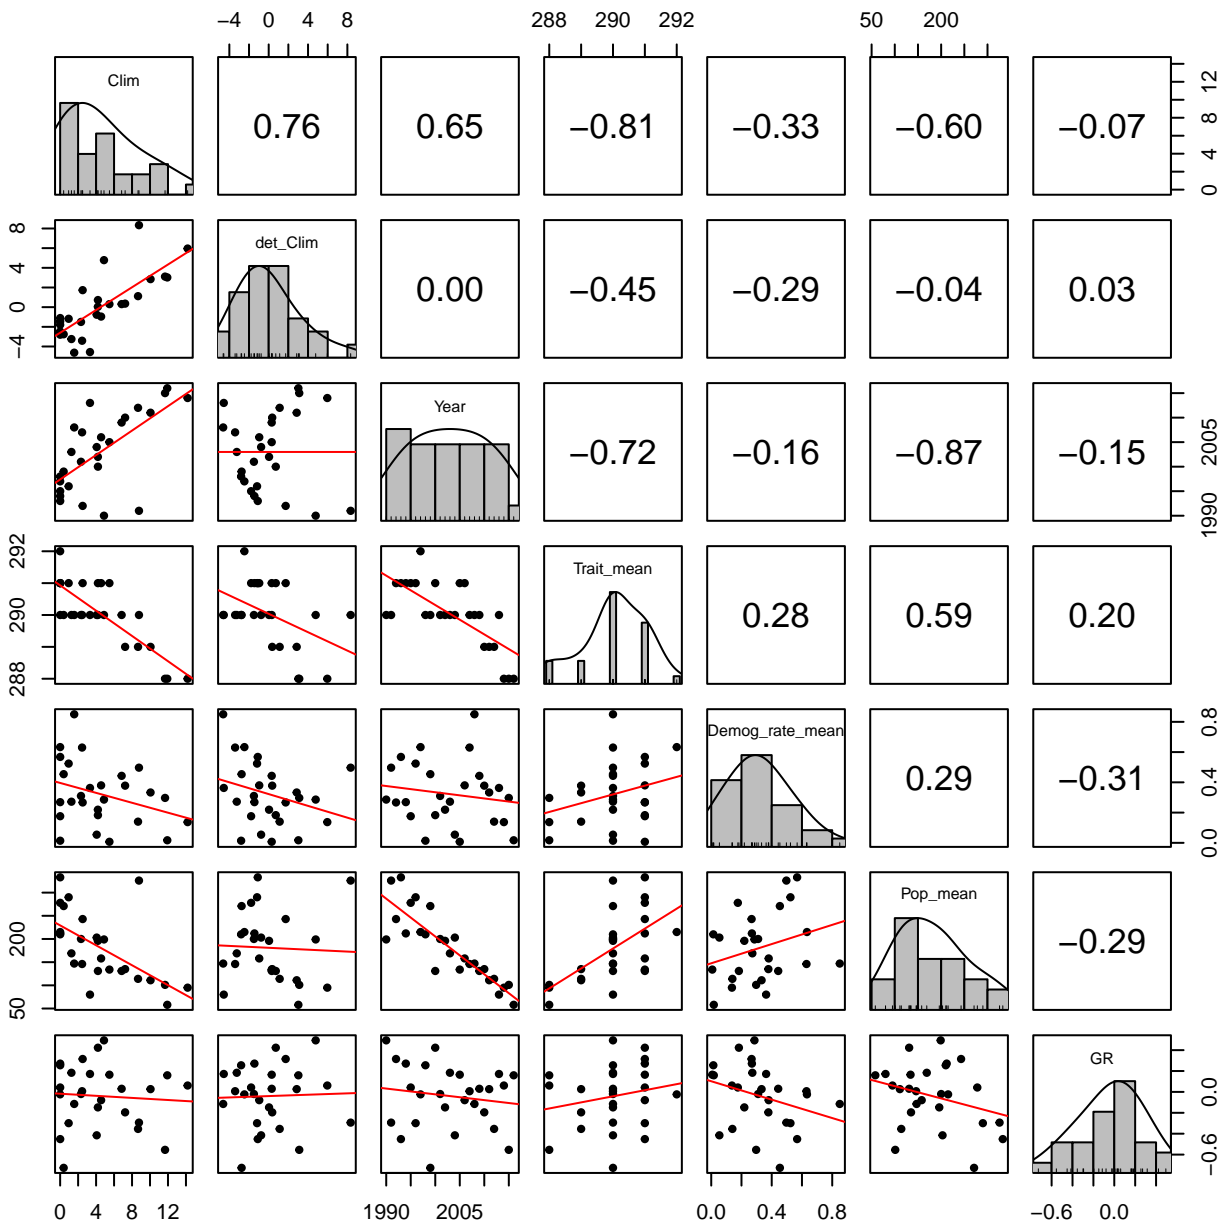 −4 0 4 8 288 290 292 50 200
Clim 0.76 0.65 −0.81 −0.33 −0.60 −0.07 0 4 8 12
−4 0 4 8 det_Clim 0.00 −0.45 −0.29 −0.04 0.03
Year −0.72 −0.16 −0.87 −0.15 1990 2005
288 290 292 Trait_mean 0.28 0.59 0.20
Demog_rate_mean 0.29 −0.31 0.0 0.4 0.8
50 200 Pop_mean −0.29
GR −0.6 0.0
0 4 8 12 1990 2005 0.0 0.4 0.8 −0.6 0.0